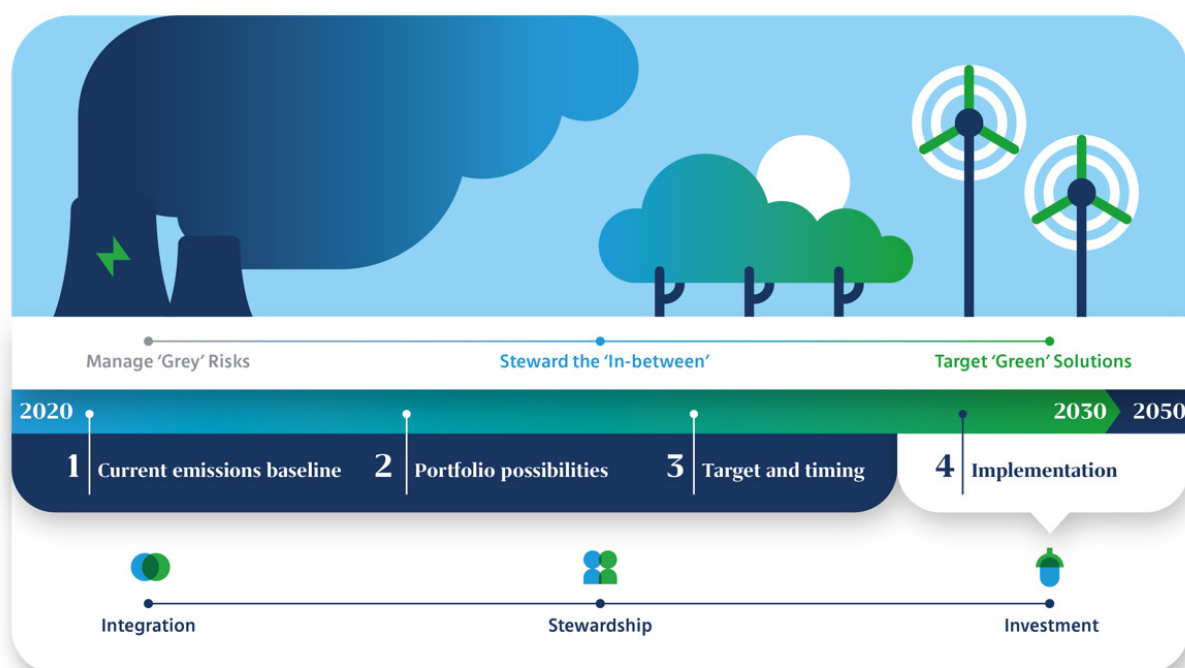 Manage ‘Grey’ Risks
Steward the ‘In-between’
Target ‘Green’ Solutions
2020
2030
2050
1 Current emissions baseline
2 Portfolio possibilities
3 Target and timing
4 Implementation
Integration
Stewardship
Investment